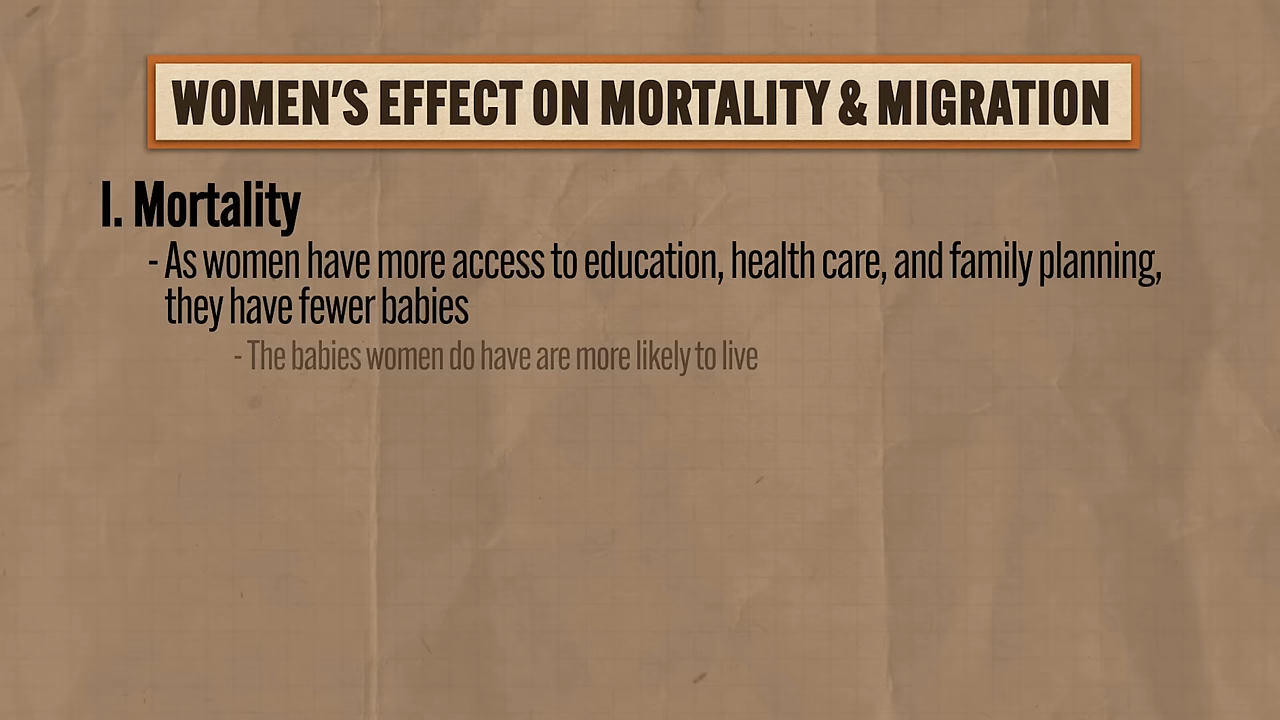 WOMEN'S EFFECT ON MORTALITY & MIGRATION
I. Mortality
- As women have more access to education, health care, and family planning,
they have fewer babies
- The babies women do have are more likely to live